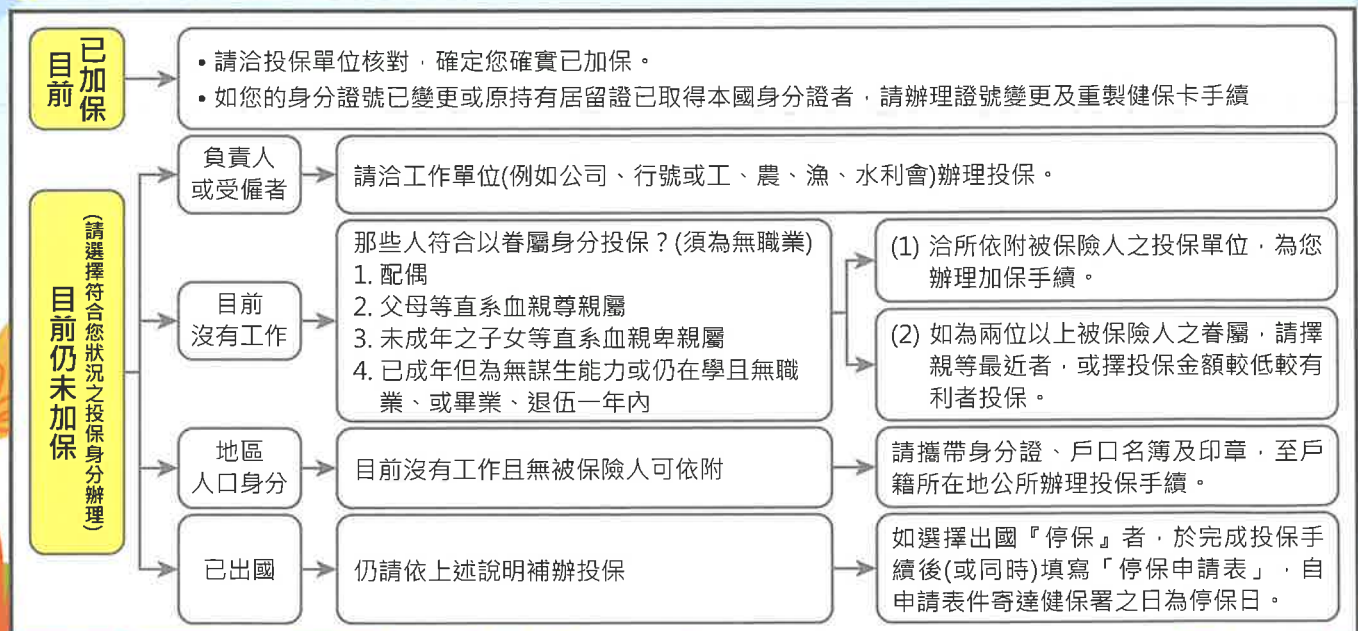 目前已加保
• 請洽投保單位核對，確定您確實已加保。
• 如您的身分證號已變更或原持有居留證已取得本國身分證者，請辦理證號變更及重製健保卡手續
目前仍未加保
(請選擇符合您狀況之投保身分辦理)
負責人
或受僱者
請洽工作單位(例如公司、行號或工、農、漁、水利會)辦理投保。
目前
沒有工作
那些人符合以眷屬身分投保？(須為無職業)
1. 配偶
2. 父母等直系血親尊親屬
3. 未成年之子女等直系血親卑親屬
4. 已成年但為無謀生能力或仍在學且無職
業、或畢業、退伍一年內
(1) 洽所依附被保險人之投保單位，為您
辦理加保手續。
(2) 如為兩位以上被保險人之眷屬，請擇
親等最近者，或擇投保金額較低較有
利者投保。
地區
人口身分
目前沒有工作且無被保險人可依附
請攜帶身分證、戶口名簿及印章，至戶
籍所在地公所辦理投保手續。
已出國
仍請依上述說明補辦投保
如選擇出國『停保』者，於完成投保手
續後(或同時)填寫「停保申請表」，自
申請表件寄達健保署之日為停保日。